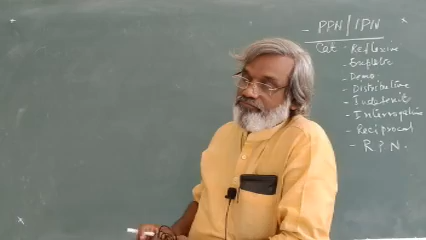 - PPN/IPN
Cat - Reflexive
- Emphatic
- Demo
- Distributive
- Indefinite
- Interrogative
- Reciprocal
- R P N.